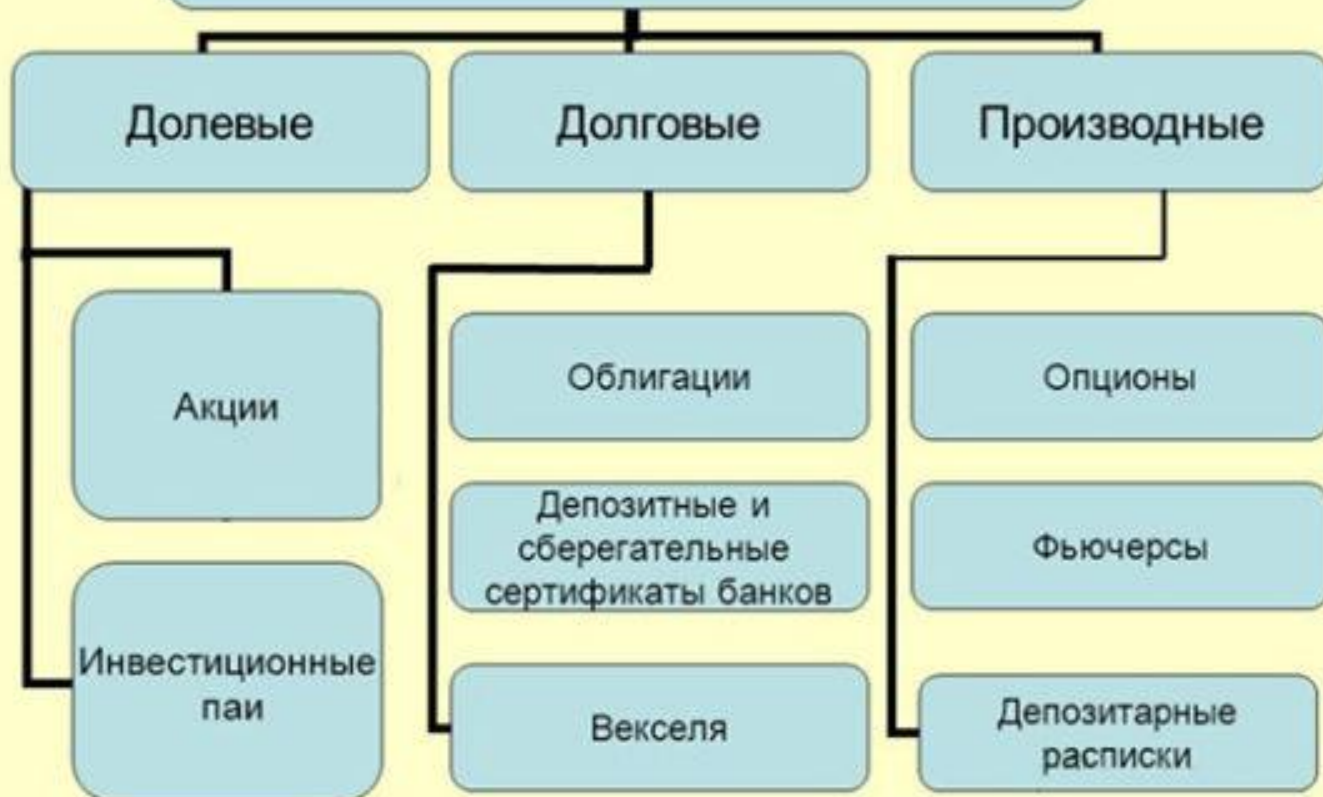 Долевые
Долговые
Производные
Акции
Инвестиционные
паи
Облигации
Депозитные и
сберегательные
сертификаты банков
Векселя
Опционы
Фьючерсы
Депозитарные
расписки